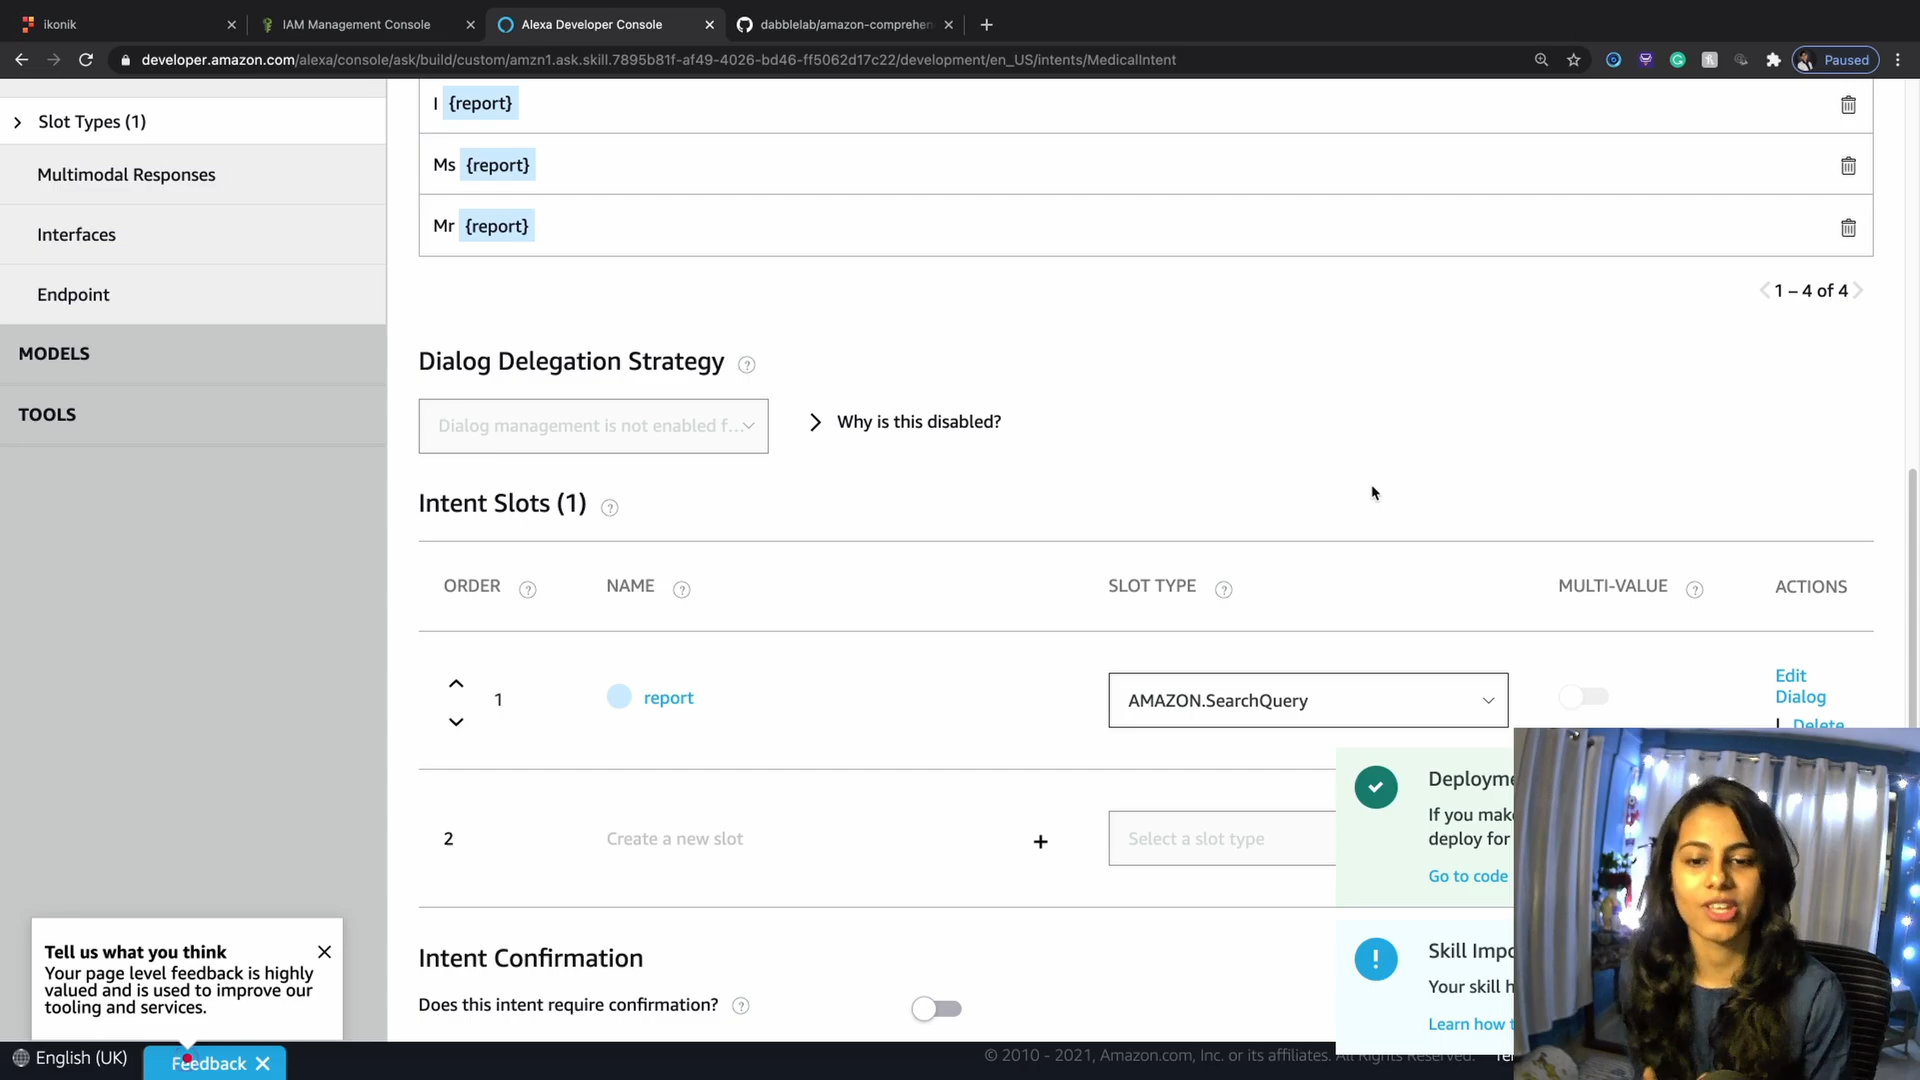 ikonik
IAM Management Console
Alexa Developer Console
dabblelab/amazon-comprehen
developer.amazon.com/alexa/console/ask/build/custom/amzn1.ask.skill.7895b81f-af49-4026-bd46-ff5062d17c22/development/en_US/intents/MedicalIntent
Paused
Slot Types (1)
Multimodal Responses
Interfaces
Endpoint
MODELS
TOOLS
I {report}
Ms {report}
Mr {report}
1 – 4 of 4
Dialog Delegation Strategy
Dialog management is not enabled f...
Why is this disabled?
Intent Slots (1)
ORDER
NAME
SLOT TYPE
MULTI-VALUE
ACTIONS
1
report
AMAZON.SearchQuery
Edit
Dialog
| Delete
2
Create a new slot
Select a slot type
Deployme
If you mak
deploy for
Go to code
Skill Impo
Your skill h
Learn how t
Intent Confirmation
Does this intent require confirmation?
Tell us what you think
Your page level feedback is highly
valued and is used to improve our
tooling and services.
English (UK)
Feedback
© 2010 - 2021, Amazon.com, Inc. or its affiliates. All Rights Reserved.